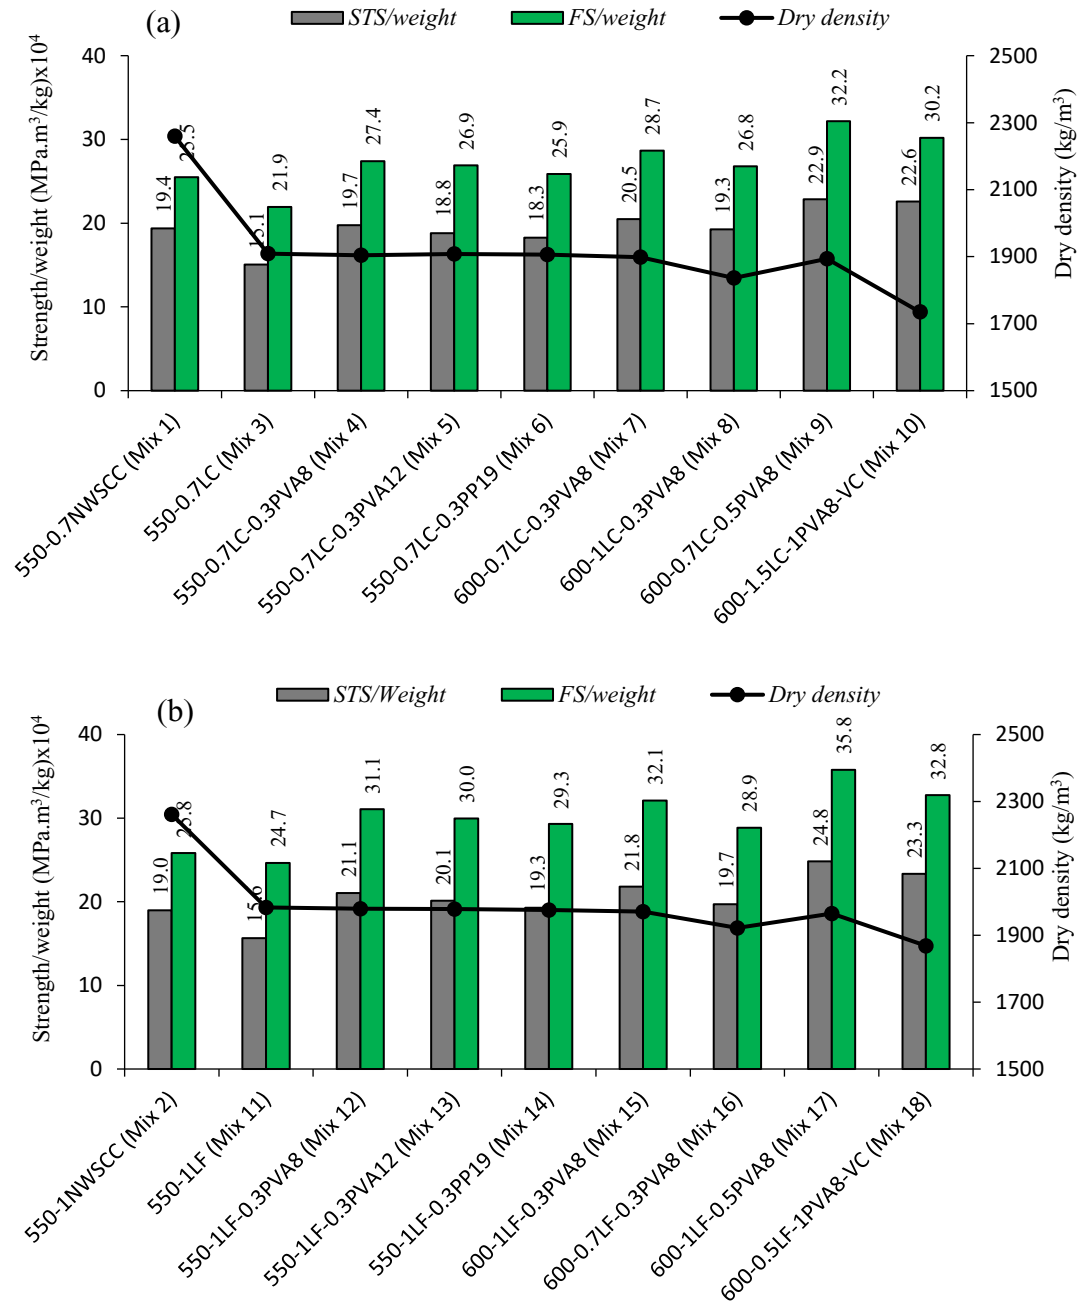 (a)
STS/weight FS/weight Dry density
Strength/weight (MPa.m³/kg)x10⁴
40
30
20
10
0
19.4 25.5 15.1 21.9 19.7 27.4 18.8 26.9 18.3 25.9 20.5 28.7 19.3 26.8 22.9 32.2 22.6 30.2
2500
2300
2100
1900
1700
1500
Dry density (kg/m³)
550-0.7NWSCC (Mix 1)
550-0.7LC (Mix 3)
550-0.7LC-0.3PVA8 (Mix 4)
550-0.7LC-0.3PVA12 (Mix 5)
550-0.7LC-0.3PP19 (Mix 6)
600-0.7LC-0.3PVA8 (Mix 7)
600-1LC-0.3PVA8 (Mix 8)
600-0.7LC-0.5PVA8 (Mix 9)
600-1.5LC-1PVA8-VC (Mix 10)
(b)
STS/Weight FS/weight Dry density
Strength/weight (MPa.m³/kg)x10⁴
40
30
20
10
0
19.0 25.8 15.6 24.7 21.1 31.1 20.1 30.0 19.3 29.3 21.8 32.1 19.7 28.9 24.8 35.8 23.3 32.8
2500
2300
2100
1900
1700
1500
Dry density (kg/m³)
550-1NWSCC (Mix 2)
550-1LF (Mix 11)
550-1LF-0.3PVA8 (Mix 12)
550-1LF-0.3PVA12 (Mix 13)
550-1LF-0.3PP19 (Mix 14)
600-1LF-0.3PVA8 (Mix 15)
600-0.7LF-0.3PVA8 (Mix 16)
600-1LF-0.5PVA8 (Mix 17)
600-0.5LF-1PVA8-VC (Mix 18)